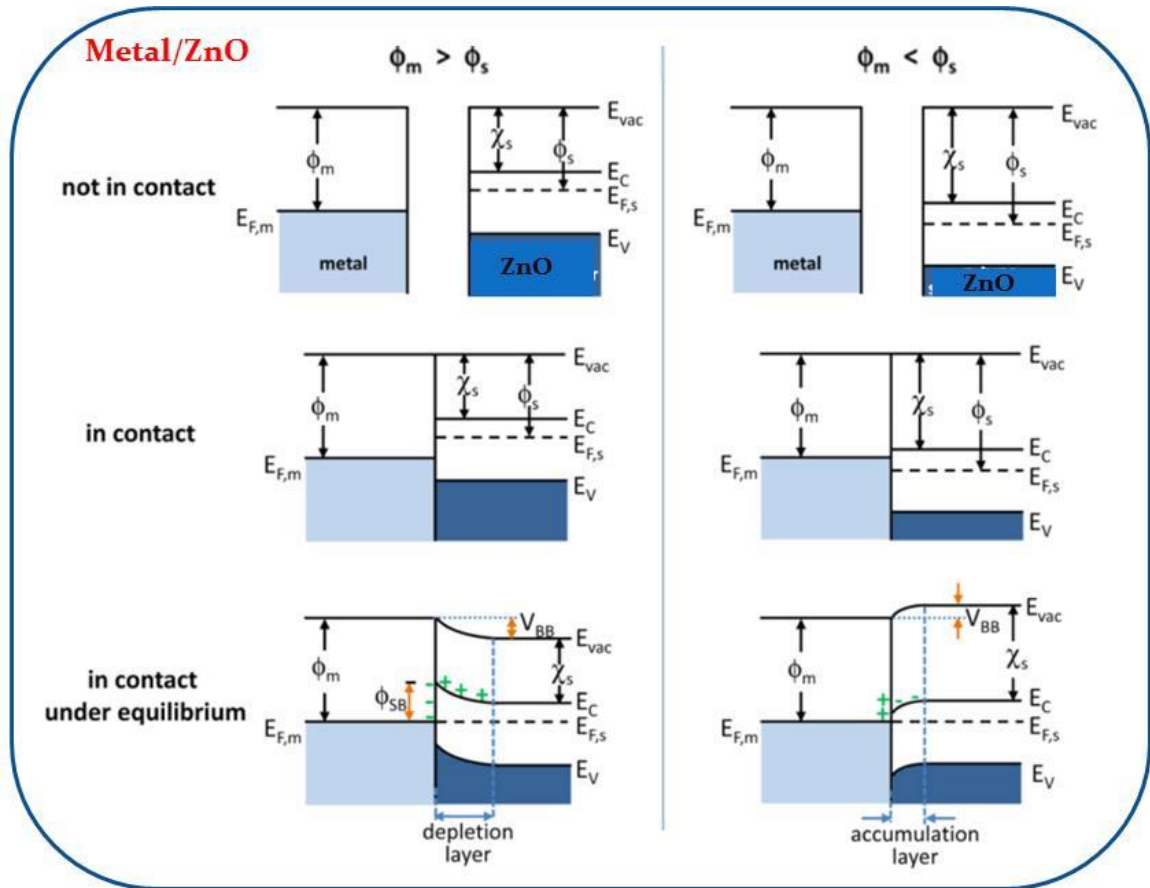 Metal/ZnO
ϕm > ϕs
ϕm < ϕs
not in contact
ϕm
EF,m
metal
χs
ϕs
Evac
EC
EF,s
EV
ZnO
ϕm
EF,m
metal
χs
ϕs
Evac
EC
EF,s
EV
ZnO
in contact
ϕm
EF,m
χs
ϕs
Evac
EC
EF,s
EV
ϕm
EF,m
χs
ϕs
Evac
EC
EF,s
EV
in contact
under equilibrium
ϕm
ϕSB
EF,m
VBB
Evac
χs
EC
EF,s
EV
depletion
layer
ϕm
EF,m
VBB
Evac
χs
EC
EF,s
EV
accumulation
layer